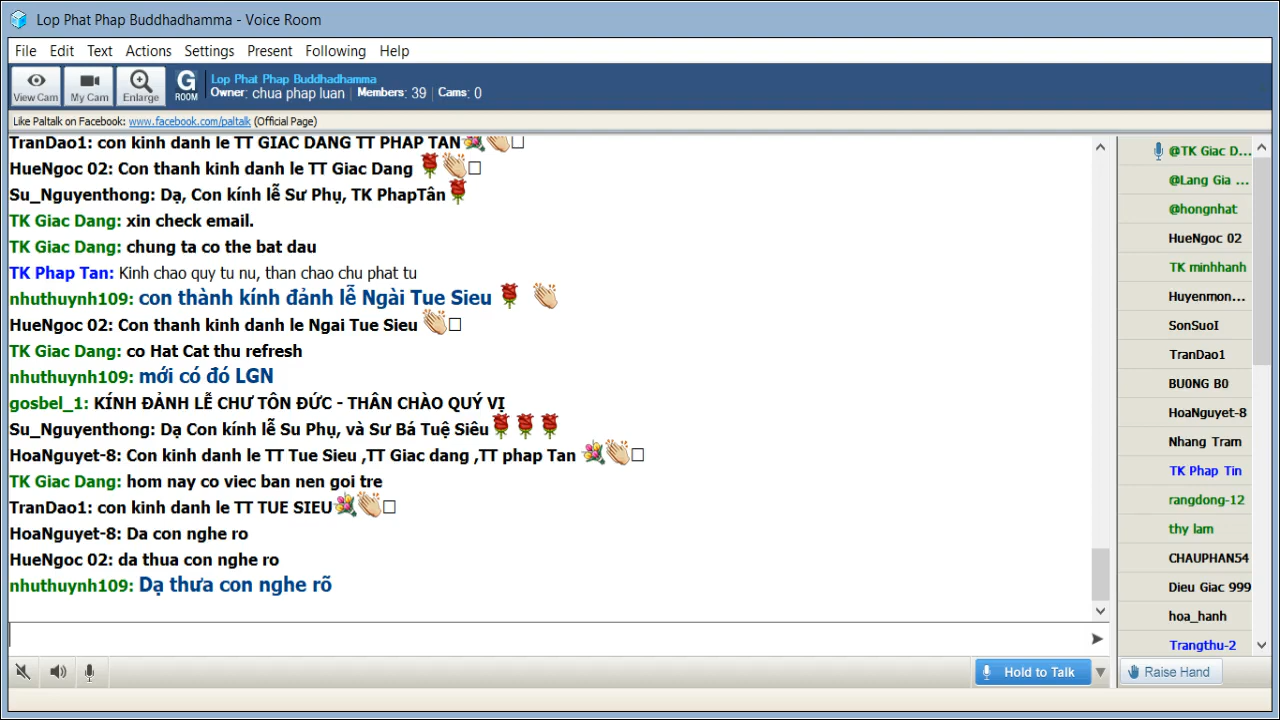 Lop Phat Phap Buddhadhamma - Voice Room
File Edit Text Actions Settings Present Following Help
View Cam My Cam Enlarge G ROOM
Lop Phat Phap Buddhadhamma
Owner: chua phap luan Members: 39 Cams: 0
Like Paltalk on Facebook: www.facebook.com/paltalk (Official Page)
TranDao1: con kinh danh le TT GIAC DANG TT PHAP TAN
HueNgoc 02: Con thanh kinh danh le TT Giac Dang
Su_Nguyenthong: Dạ, Con kính lễ Sư Phụ, TK PhapTân
TK Giac Dang: xin check email.
TK Giac Dang: chung ta co the bat dau
TK Phap Tan: Kinh chao quy tu nu, than chao chu phat tu
nhuthuynh109: con thành kính đảnh lễ Ngài Tue Sieu
HueNgoc 02: Con thanh kinh danh le Ngai Tue Sieu
TK Giac Dang: co Hat Cat thu refresh
nhuthuynh109: mới có đó LGN
gosbel_1: KÍNH ĐẢNH LỄ CHƯ TÔN ĐỨC - THÂN CHÀO QUÝ VỊ
Su_Nguyenthong: Dạ Con kính lễ Su Phụ, và Sư Bá Tuệ Siêu
HoaNguyet-8: Con kinh danh le TT Tue Sieu ,TT Giac dang ,TT phap Tan
TK Giac Dang: hom nay co viec ban nen goi tre
TranDao1: con kinh danh le TT TUE SIEU
HoaNguyet-8: Da con nghe ro
HueNgoc 02: da thua con nghe ro
nhuthuynh109: Dạ thưa con nghe rõ
@TK Giac D...
@Lang Gia ...
@hongnhat
HueNgoc 02
TK minhhanh
Huyenmon...
SonSuoI
TranDao1
BU0NG B0
HoaNguyet-8
Nhang Tram
TK Phap Tin
rangdong-12
thy lam
CHAUPHAN54
Dieu Giac 999
hoa_hanh
Trangthu-2
Hold to Talk
Raise Hand